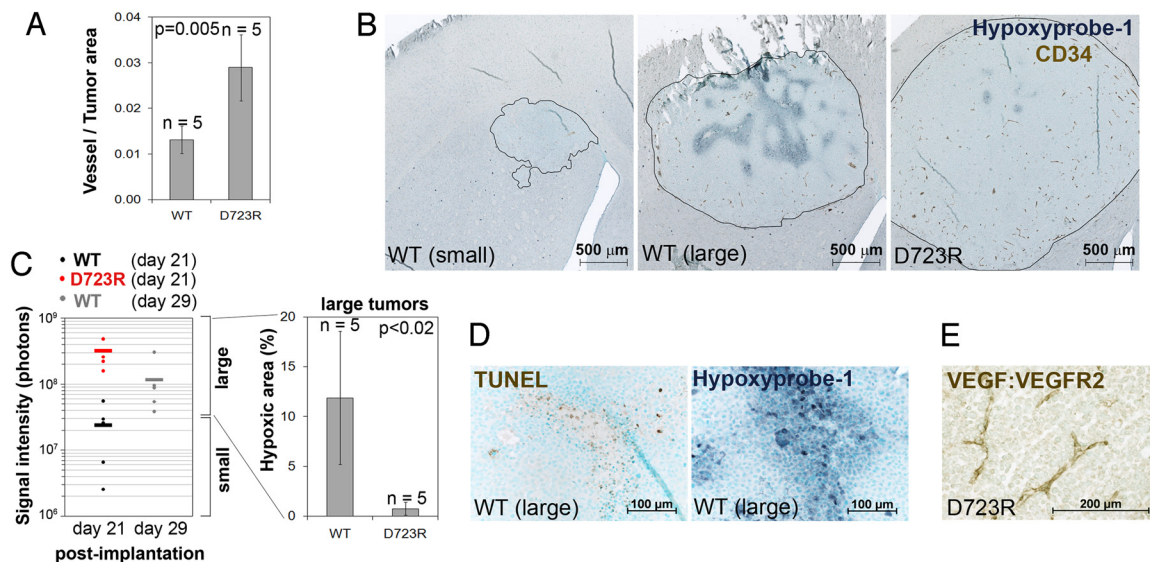 A
Vessel / Tumor area
0.04
0.03
0.02
0.01
0.00
p=0.005
n = 5
n = 5
WT
D723R
B
Hypoxyprobe-1
CD34
WT (small)
500 μm
WT (large)
500 μm
D723R
500 μm
C
WT (day 21)
D723R (day 21)
WT (day 29)
Signal intensity (photons)
10⁹
10⁸
10⁷
10⁶
large
small
day 21
day 29
post-implantation
large tumors
Hypoxic area (%)
20
15
10
5
0
n = 5
p<0.02
n = 5
WT
D723R
D
TUNEL
WT (large)
100 μm
Hypoxyprobe-1
WT (large)
100 μm
E
VEGF:VEGFR2
D723R
200 μm